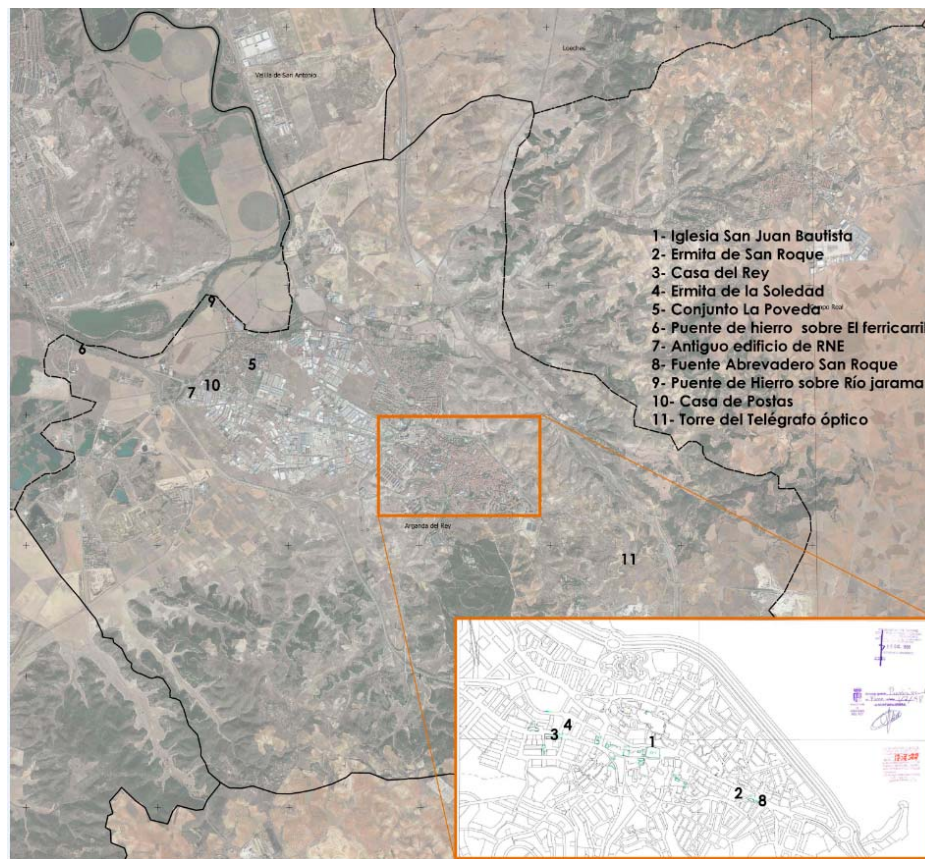 Loeches
Velilla de San Antonio
1- Iglesia San Juan Bautista
2- Ermita de San Roque
3- Casa del Rey
4- Ermita de la Soledad
5- Conjunto La Poveda
Real
6- Puente de hierro  sobre El ferricarril
7- Antiguo edificio de RNE
8- Fuente Abrevadero San Roque
9- Puente de Hierro sobre Río jarama
10- Casa de Postas
11- Torre del Telégrafo óptico
9
6
5
7
10
Arganda del Rey
11
4
3
1
2
8